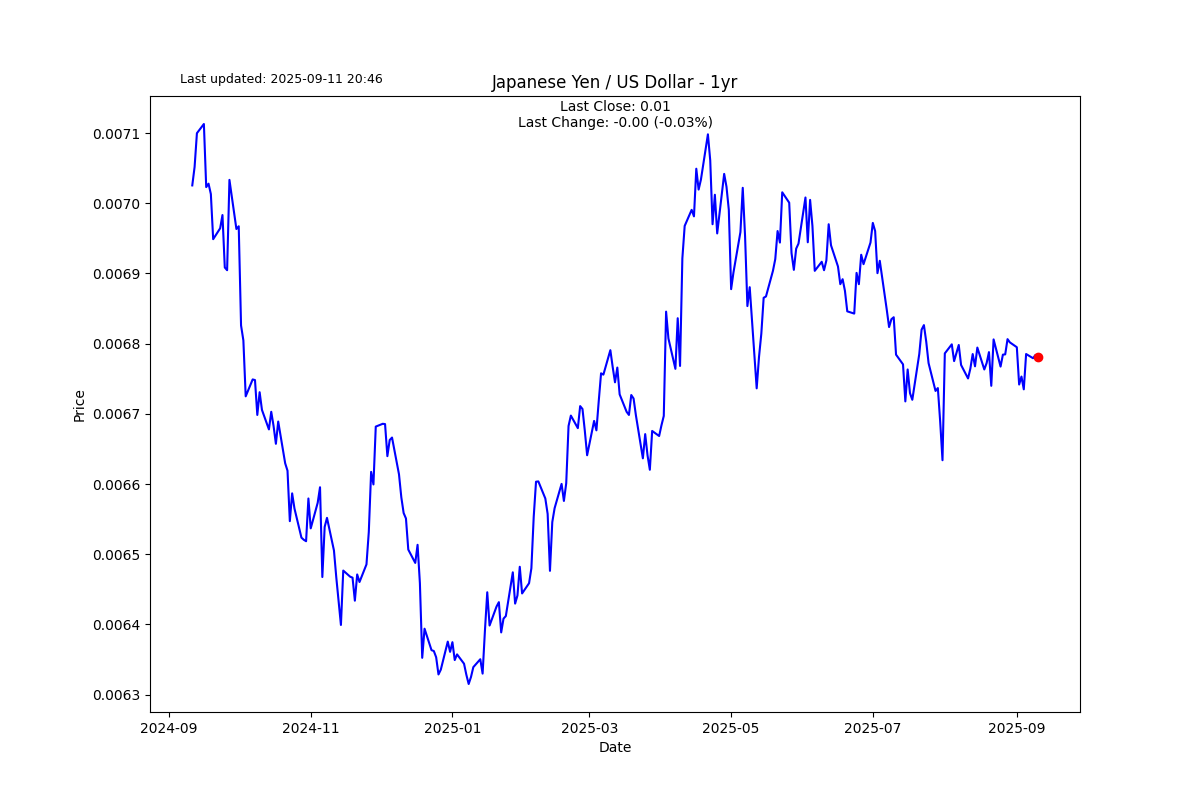 Last updated: 2025-09-11 20:46
Japanese Yen / US Dollar - 1yr
Last Close: 0.01
Last Change: -0.00 (-0.03%)
Price
0.0071
0.0070
0.0069
0.0068
0.0067
0.0066
0.0065
0.0064
0.0063
2024-09 2024-11 2025-01 2025-03 2025-05 2025-07 2025-09
Date